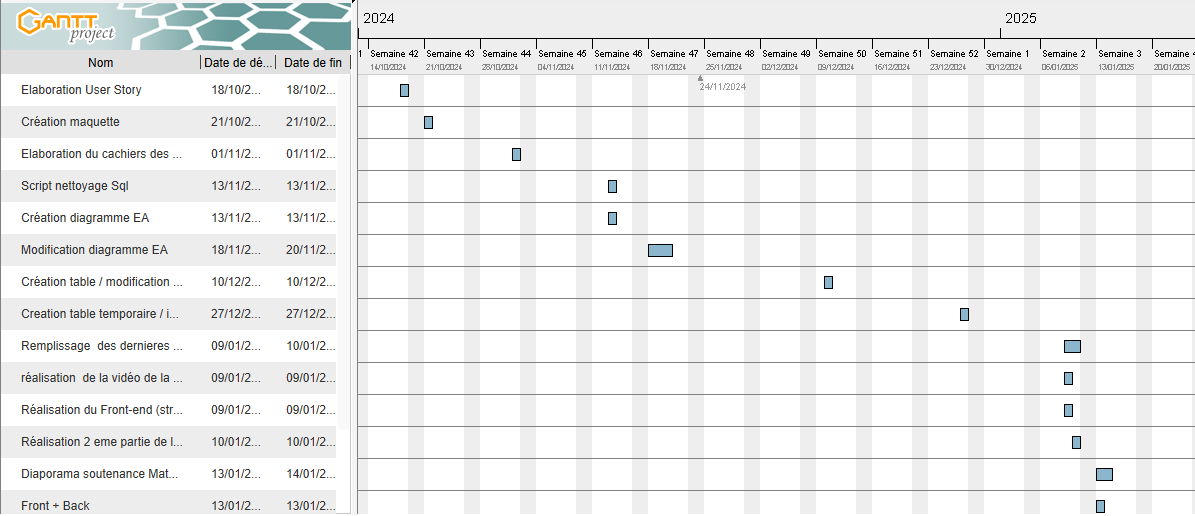 GANTT project
2024 2025
1 Semaine 42 Semaine 43 Semaine 44 Semaine 45 Semaine 46 Semaine 47 Semaine 48 Semaine 49 Semaine 50 Semaine 51 Semaine 52 Semaine 1 Semaine 2 Semaine 3 Semaine 4
Nom Date de dé... Date de fin
14/10/2024 21/10/2024 28/10/2024 04/11/2024 11/11/2024 18/11/2024 25/11/2024 02/12/2024 09/12/2024 16/12/2024 23/12/2024 30/12/2024 06/01/2025 13/01/2025 20/01/2025
24/11/2024
Elaboration User Story 18/10/2... 18/10/2...
Création maquette 21/10/2... 21/10/2...
Elaboration du cachiers des ... 01/11/2... 01/11/2...
Script nettoyage Sql 13/11/2... 13/11/2...
Création diagramme EA 13/11/2... 13/11/2...
Modification diagramme EA 18/11/2... 20/11/2...
Création table / modification ... 10/12/2... 10/12/2...
Creation table temporaire / i... 27/12/2... 27/12/2...
Remplissage des dernieres ... 09/01/2... 10/01/2...
réalisation de la vidéo de la ... 09/01/2... 09/01/2...
Réalisation du Front-end (str... 09/01/2... 09/01/2...
Réalisation 2 eme partie de l... 10/01/2... 10/01/2...
Diaporama soutenance Mat... 13/01/2... 14/01/2...
Front + Back 13/01/2... 13/01/2...